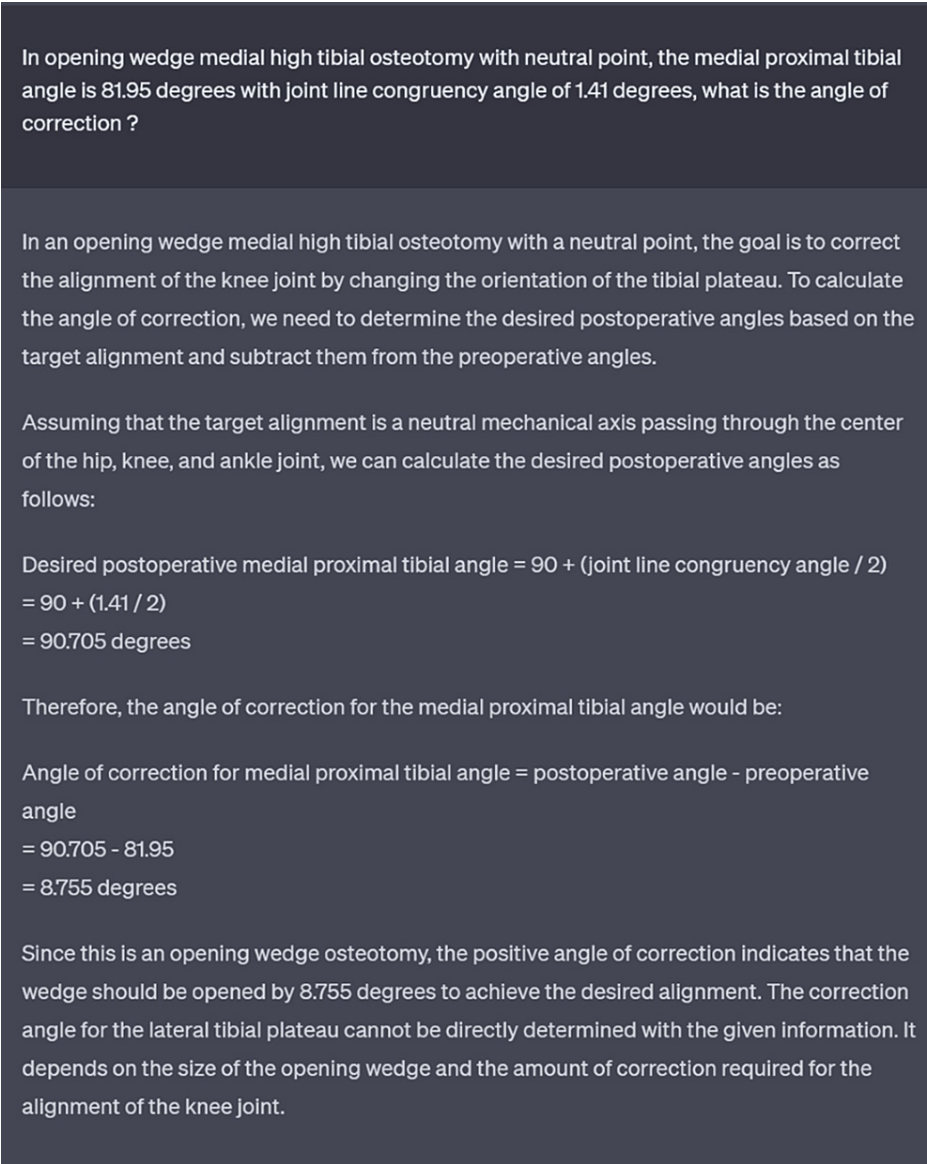 In opening wedge medial high tibial osteotomy with neutral point, the medial proximal tibial
angle is 81.95 degrees with joint line congruency angle of 1.41 degrees, what is the angle of
correction ?
In an opening wedge medial high tibial osteotomy with a neutral point, the goal is to correct
the alignment of the knee joint by changing the orientation of the tibial plateau. To calculate
the angle of correction, we need to determine the desired postoperative angles based on the
target alignment and subtract them from the preoperative angles.
Assuming that the target alignment is a neutral mechanical axis passing through the center
of the hip, knee, and ankle joint, we can calculate the desired postoperative angles as
follows:
Desired postoperative medial proximal tibial angle = 90 + (joint line congruency angle / 2)
= 90 + (1.41 / 2)
= 90.705 degrees
Therefore, the angle of correction for the medial proximal tibial angle would be:
Angle of correction for medial proximal tibial angle = postoperative angle - preoperative
angle
= 90.705 - 81.95
= 8.755 degrees
Since this is an opening wedge osteotomy, the positive angle of correction indicates that the
wedge should be opened by 8.755 degrees to achieve the desired alignment. The correction
angle for the lateral tibial plateau cannot be directly determined with the given information. It
depends on the size of the opening wedge and the amount of correction required for the
alignment of the knee joint.